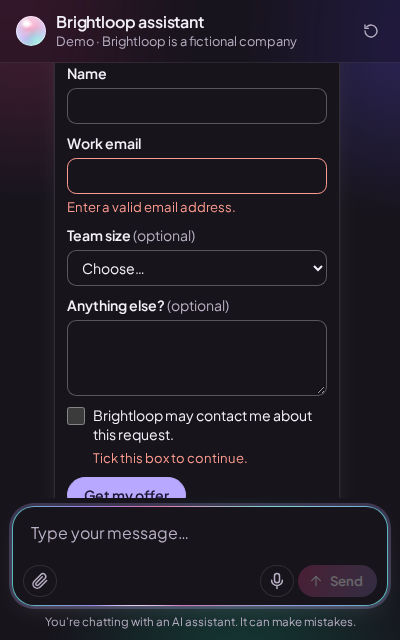 Brightloop assistant
Demo · Brightloop is a fictional company
Name
Work email
Enter a valid email address.
Team size (optional)
Choose...
Anything else? (optional)
Brightloop may contact me about
this request.
Tick this box to continue.
Get my offer
Type your message...
Send
You're chatting with an AI assistant. It can make mistakes.